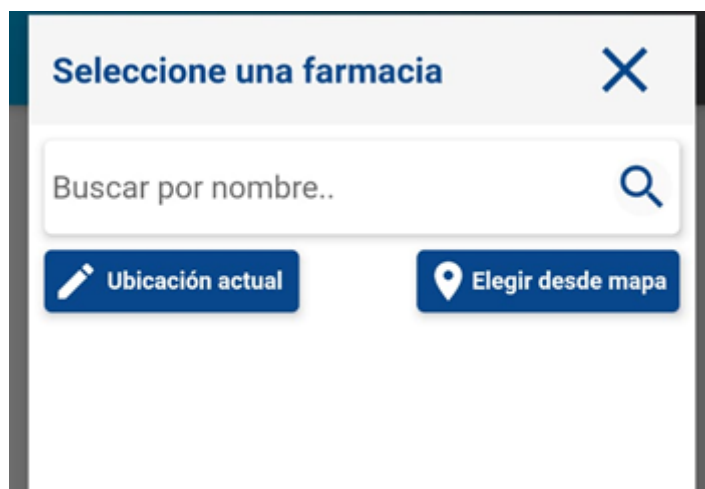 Seleccione una farmacia
Buscar por nombre..
Ubicación actual
Elegir desde mapa